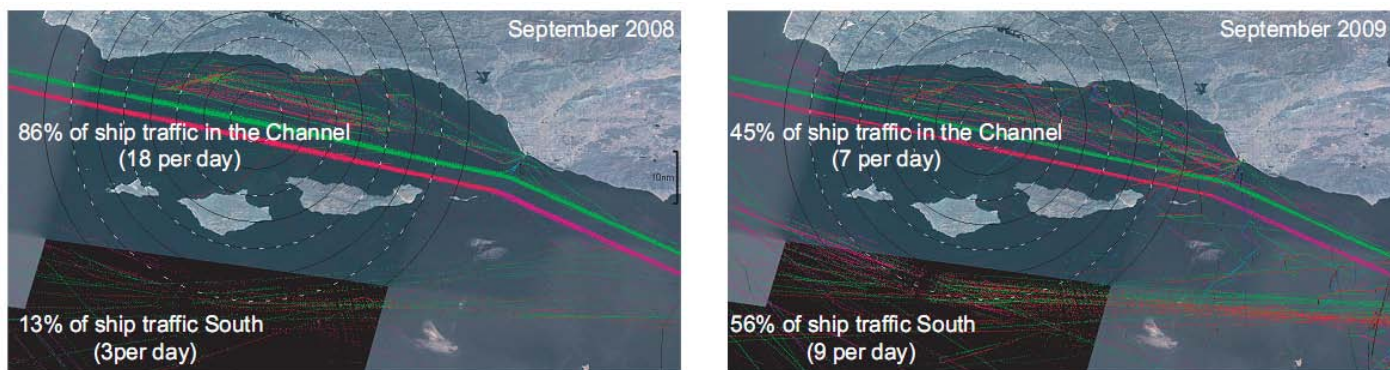 September 2008
86% of ship traffic in the Channel
(18 per day)
10nm
13% of ship traffic South
(3per day)
September 2009
45% of ship traffic in the Channel
(7 per day)
56% of ship traffic South
(9 per day)